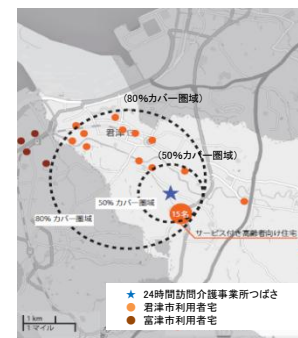 (80%カバー圏域)
君津
(50%カバー圏域)
50% カバー圏域
15名
80% カバー圏域
サービス付き高齢者向け住宅
★ 24時間訪問介護事業所つばさ
君津市利用者宅
富津市利用者宅
1 km
1 マイル